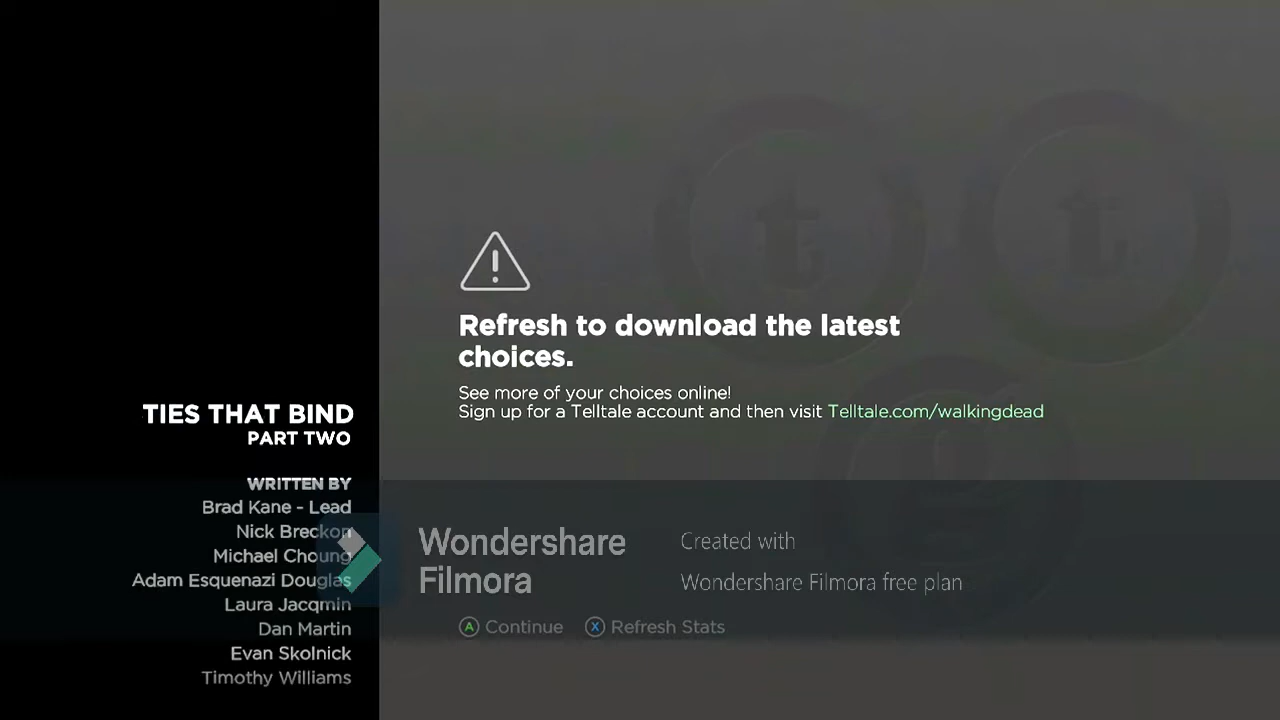 Refresh to download the latest
choices.
See more of your choices online!
Sign up for a Telltale account and then visit Telltale.com/walkingdead
TIES THAT BIND
PART TWO
WRITTEN BY
Brad Kane - Lead
Nick Breckon
Michael Choung
Adam Esquenazi Douglas
Laura Jacqmin
Dan Martin
Evan Skolnick
Timothy Williams
Wondershare
Filmora
Created with
Wondershare Filmora free plan
A Continue X Refresh Stats
t t